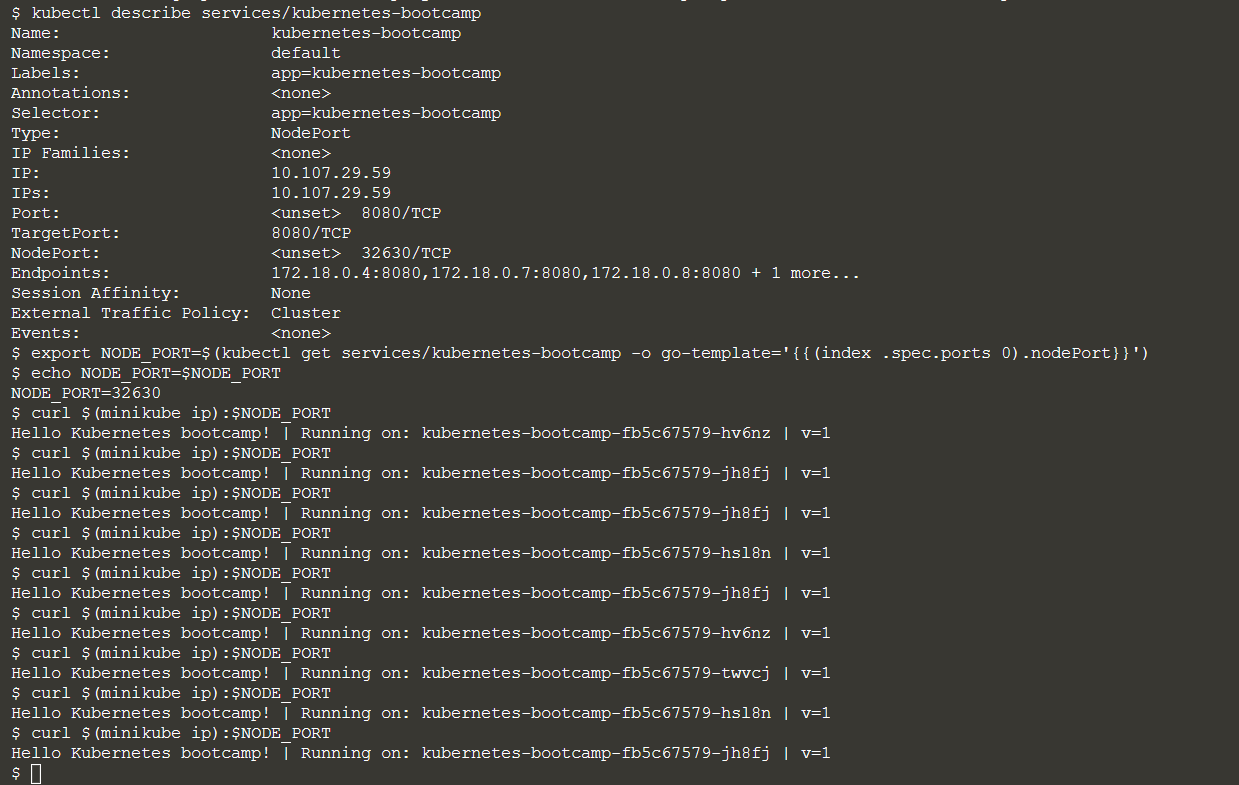 $ kubectl describe services/kubernetes-bootcamp
Name:                     kubernetes-bootcamp
Namespace:                default
Labels:                   app=kubernetes-bootcamp
Annotations:              <none>
Selector:                 app=kubernetes-bootcamp
Type:                     NodePort
IP Families:              <none>
IP:                       10.107.29.59
IPs:                      10.107.29.59
Port:                     <unset>  8080/TCP
TargetPort:               8080/TCP
NodePort:                 <unset>  32630/TCP
Endpoints:                172.18.0.4:8080,172.18.0.7:8080,172.18.0.8:8080 + 1 more...
Session Affinity:         None
External Traffic Policy:  Cluster
Events:                   <none>
$ export NODE_PORT=$(kubectl get services/kubernetes-bootcamp -o go-template='{{(index .spec.ports 0).nodePort}}')
$ echo NODE_PORT=$NODE_PORT
NODE_PORT=32630
$ curl $(minikube ip):$NODE_PORT
Hello Kubernetes bootcamp! | Running on: kubernetes-bootcamp-fb5c67579-hv6nz | v=1
$ curl $(minikube ip):$NODE_PORT
Hello Kubernetes bootcamp! | Running on: kubernetes-bootcamp-fb5c67579-jh8fj | v=1
$ curl $(minikube ip):$NODE_PORT
Hello Kubernetes bootcamp! | Running on: kubernetes-bootcamp-fb5c67579-jh8fj | v=1
$ curl $(minikube ip):$NODE_PORT
Hello Kubernetes bootcamp! | Running on: kubernetes-bootcamp-fb5c67579-hsl8n | v=1
$ curl $(minikube ip):$NODE_PORT
Hello Kubernetes bootcamp! | Running on: kubernetes-bootcamp-fb5c67579-jh8fj | v=1
$ curl $(minikube ip):$NODE_PORT
Hello Kubernetes bootcamp! | Running on: kubernetes-bootcamp-fb5c67579-hv6nz | v=1
$ curl $(minikube ip):$NODE_PORT
Hello Kubernetes bootcamp! | Running on: kubernetes-bootcamp-fb5c67579-twvcj | v=1
$ curl $(minikube ip):$NODE_PORT
Hello Kubernetes bootcamp! | Running on: kubernetes-bootcamp-fb5c67579-hsl8n | v=1
$ curl $(minikube ip):$NODE_PORT
Hello Kubernetes bootcamp! | Running on: kubernetes-bootcamp-fb5c67579-jh8fj | v=1
$